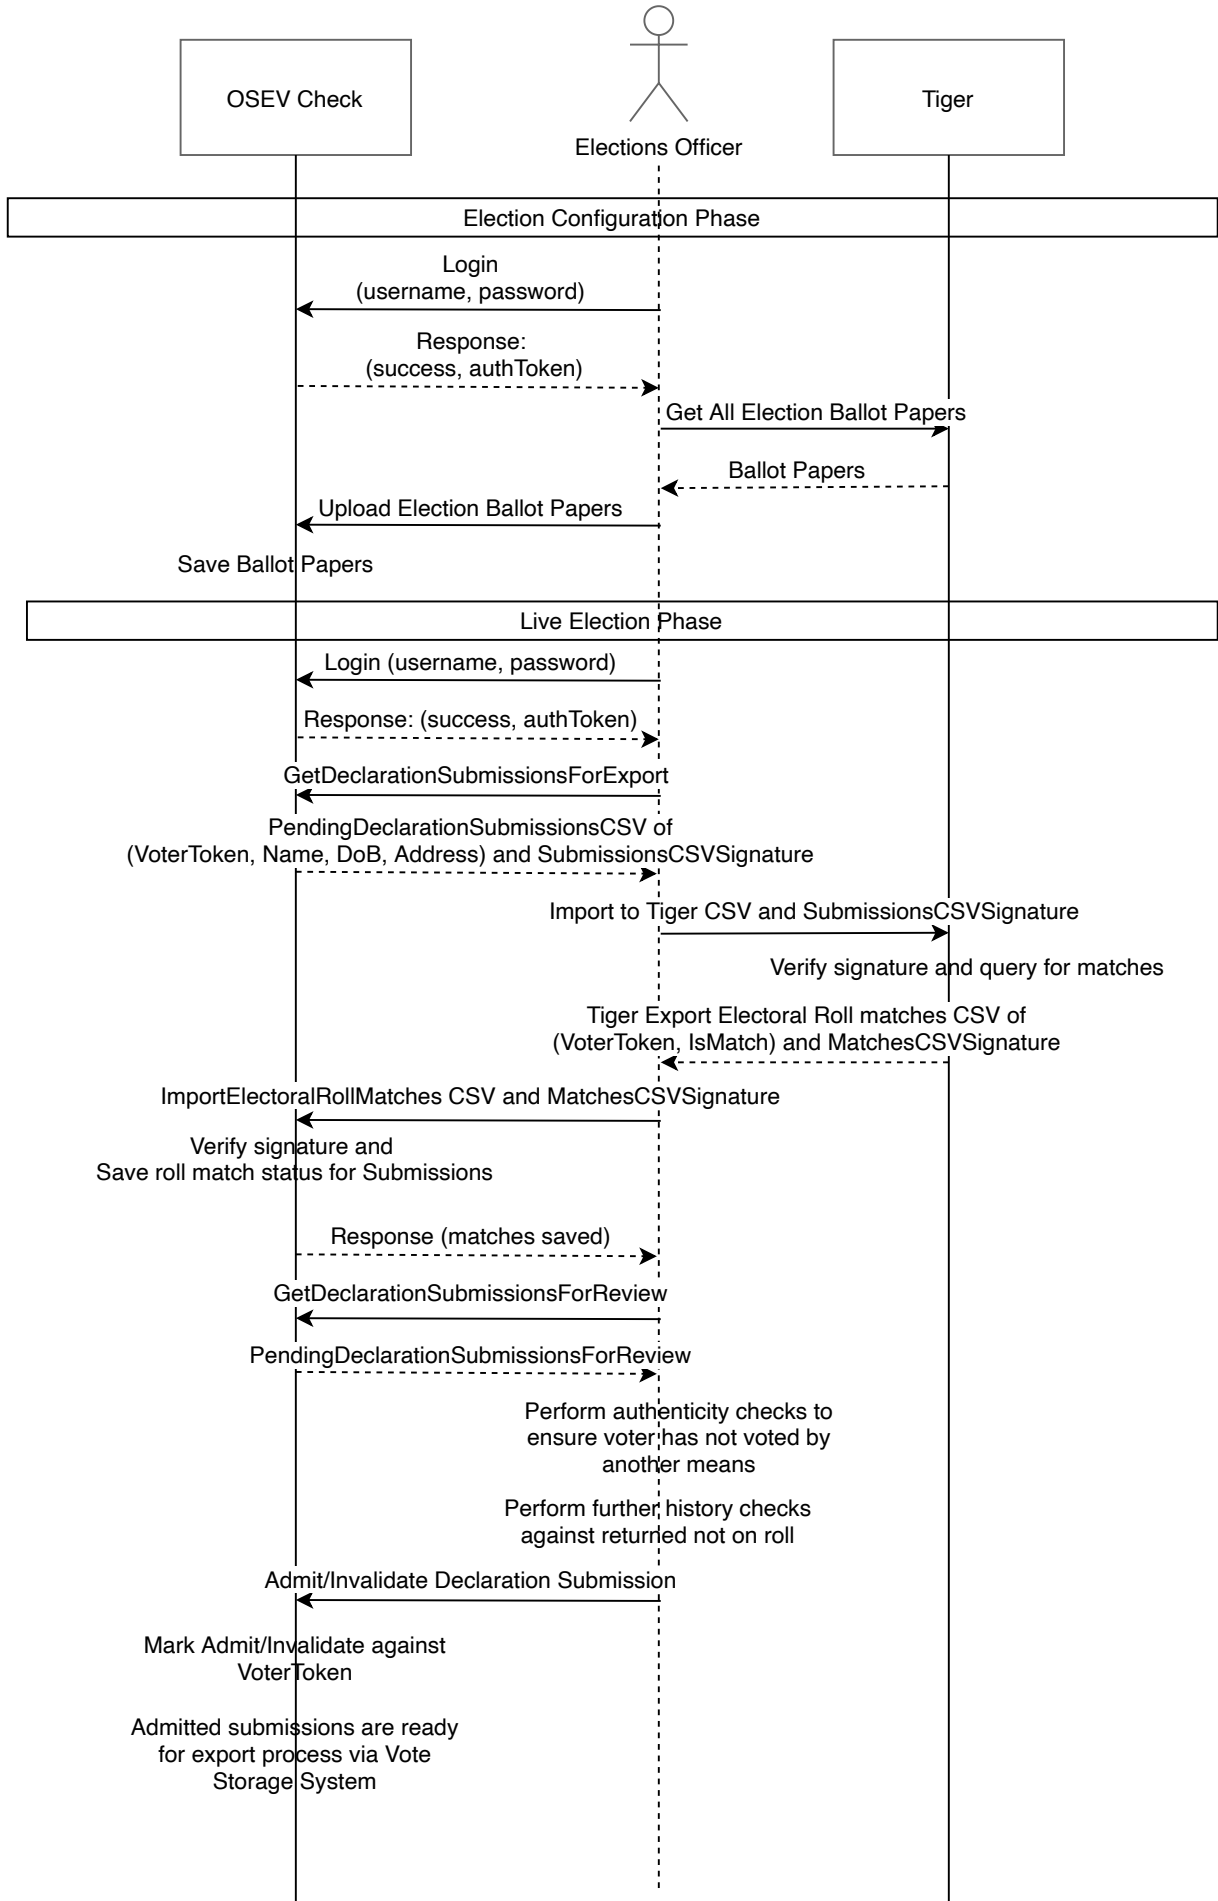 OSEV Check
Elections Officer
Tiger
Election Configuration Phase
Login
(username, password)
Response:
(success, authToken)
Get All Election Ballot Papers
Ballot Papers
Upload Election Ballot Papers
Save Ballot Papers
Live Election Phase
Login (username, password)
Response: (success, authToken)
GetDeclarationSubmissionsForExport
PendingDeclarationSubmissionsCSV of
(VoterToken, Name, DoB, Address) and SubmissionsCSVSignature
Import to Tiger CSV and SubmissionsCSVSignature
Verify signature and query for matches
Tiger Export Electoral Roll matches CSV of
(VoterToken, IsMatch) and MatchesCSVSignature
ImportElectoralRollMatches CSV and MatchesCSVSignature
Verify signature and
Save roll match status for Submissions
Response (matches saved)
GetDeclarationSubmissionsForReview
PendingDeclarationSubmissionsForReview
Perform authenticity checks to
ensure voter has not voted by
another means
Perform further history checks
against returned not on roll
Admit/Invalidate Declaration Submission
Mark Admit/Invalidate against
VoterToken
Admitted submissions are ready
for export process via Vote
Storage System